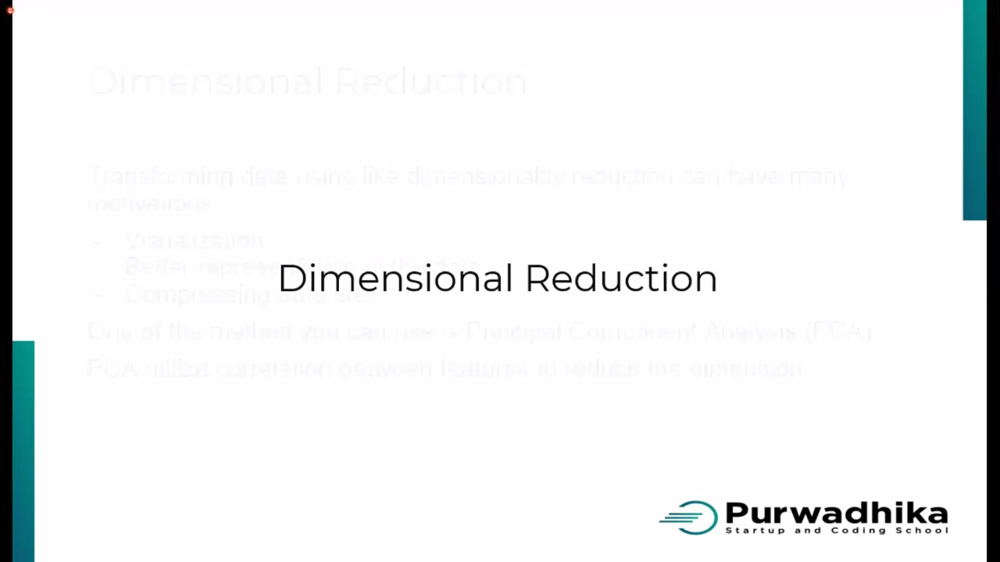 Dimensional Reduction
Transforming data using like dimensionality reduction can have many
motivations
- Visualization
- Better representation of the data
- Compressing data size
Dimensional Reduction
One of the method you can use is Principal Component Analysis (PCA)
PCA utilize correlation between features to reduce the dimension
Purwadhika
Startup and Coding School